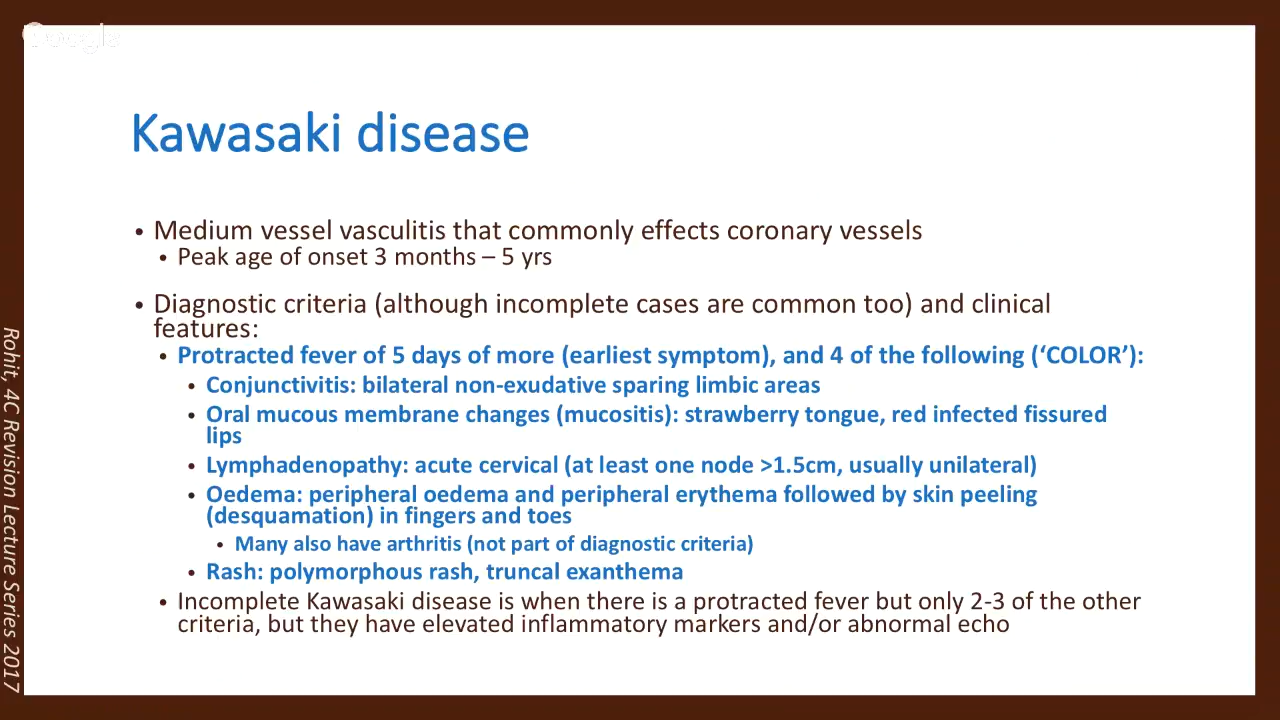 Google
Kawasaki disease
• Medium vessel vasculitis that commonly effects coronary vessels
• Peak age of onset 3 months – 5 yrs
• Diagnostic criteria (although incomplete cases are common too) and clinical
features:
• Protracted fever of 5 days of more (earliest symptom), and 4 of the following (‘COLOR’):
• Conjunctivitis: bilateral non-exudative sparing limbic areas
• Oral mucous membrane changes (mucositis): strawberry tongue, red infected fissured
lips
• Lymphadenopathy: acute cervical (at least one node >1.5cm, usually unilateral)
• Oedema: peripheral oedema and peripheral erythema followed by skin peeling
(desquamation) in fingers and toes
• Many also have arthritis (not part of diagnostic criteria)
• Rash: polymorphous rash, truncal exanthema
• Incomplete Kawasaki disease is when there is a protracted fever but only 2-3 of the other
criteria, but they have elevated inflammatory markers and/or abnormal echo
Rohit, 4C Revision Lecture Series 2017